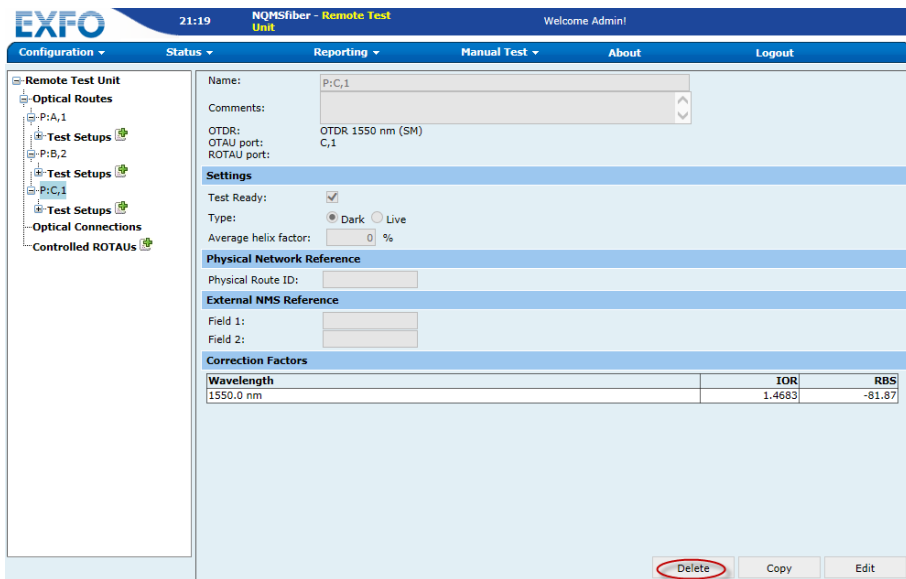 EXFO
21:19
NQMSfiber - Remote Test
Unit
Welcome Admin!
Configuration
Status
Reporting
Manual Test
About
Logout
Remote Test Unit
Optical Routes
P:A,1
Test Setups
P:B,2
Test Setups
P:C,1
Test Setups
Optical Connections
Controlled ROTAUs
Name: P:C,1
Comments:
OTDR: OTDR 1550 nm (SM)
OTAU port: C,1
ROTAU port:
Settings
Test Ready:
Type: Dark Live
Average helix factor: 0 %
Physical Network Reference
Physical Route ID:
External NMS Reference
Field 1:
Field 2:
Correction Factors
Wavelength IOR RBS
1550.0 nm 1.4683 -81.87
Delete Copy Edit